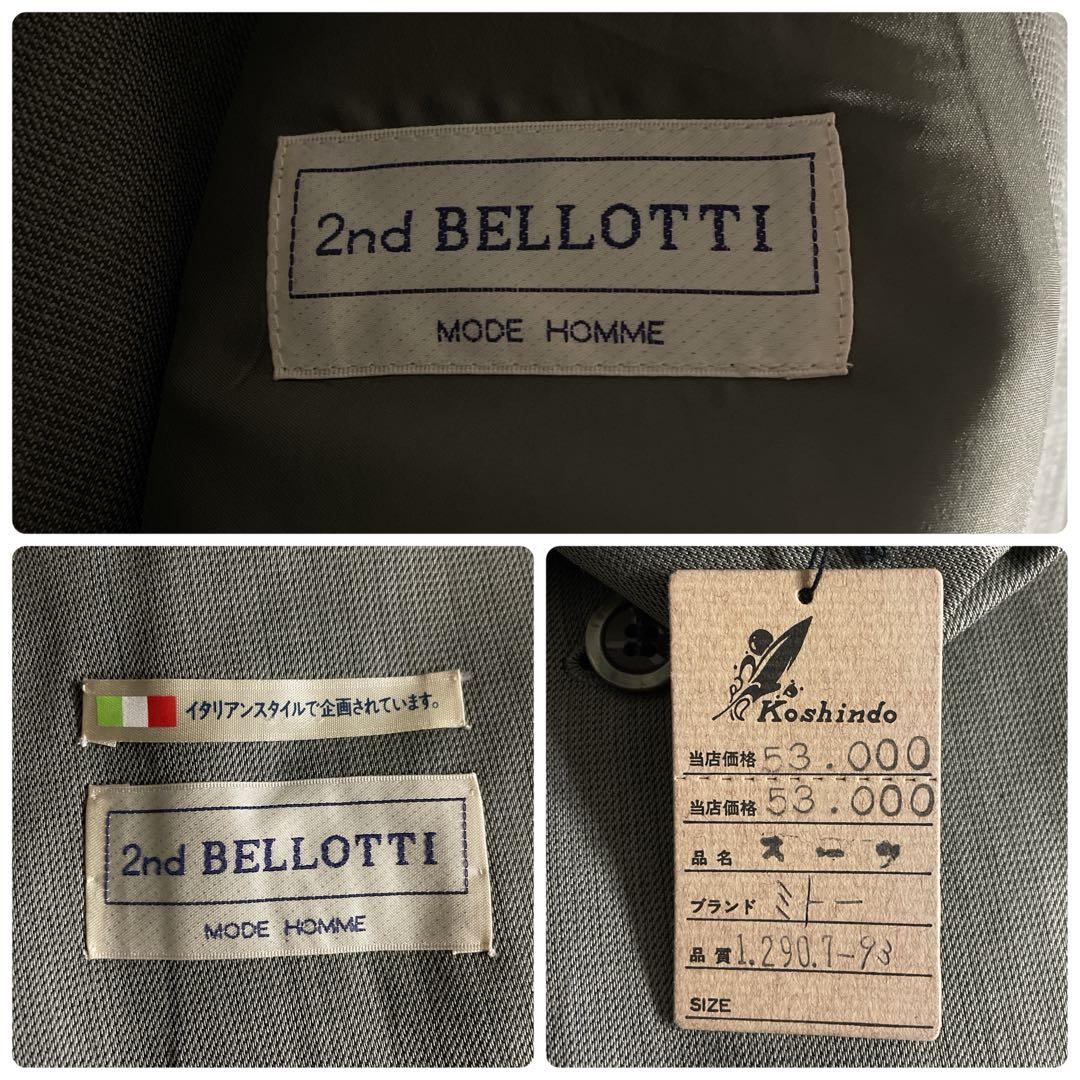 2nd BELLOTTI
MODE HOMME
イタリアンスタイルで企画されています。
2nd BELLOTTI
MODE HOMME
Koshindo
当店価格 53.000
当店価格 53.000
品名 スーツ
ブランド ミトー
品質 1.290.7-93
SIZE